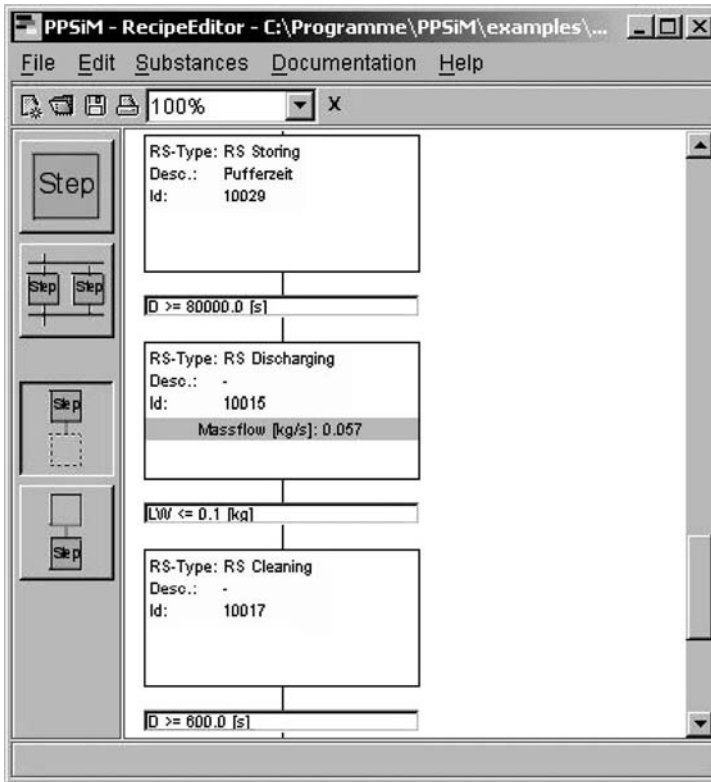 PPSiM - RecipeEditor - C:\Programme\PPSiM\examples\...
File Edit Substances Documentation Help
100% X
Step
Step Step
Step
Step
RS-Type: RS Storing
Desc.: Pufferzeit
Id: 10029
D >= 80000.0 [s]
RS-Type: RS Discharging
Desc.: -
Id: 10015
Massflow [kg/s]: 0.057
LW <= 0.1 [kg]
RS-Type: RS Cleaning
Desc.: -
Id: 10017
D >= 600.0 [s]